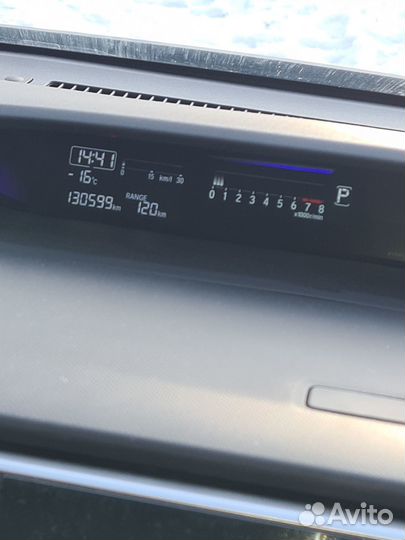 14:41
0 15 km/l 30
-16°C
130599km
RANGE
120km
0 1 2 3 4 5 6 7 8
x1000r/min
P
Avito